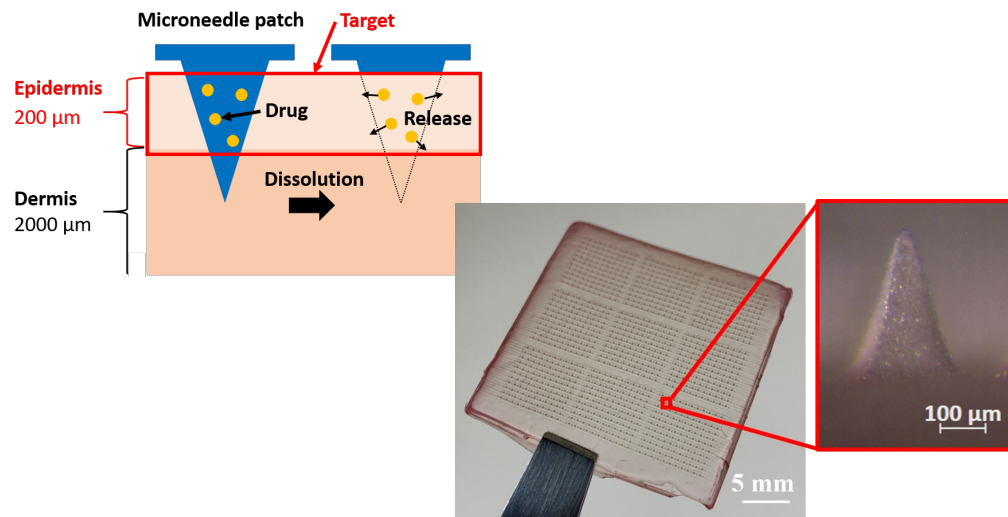 Microneedle patch
Target
Epidermis
200 μm
Drug
Release
Dermis
2000 μm
Dissolution
5 mm
100 μm